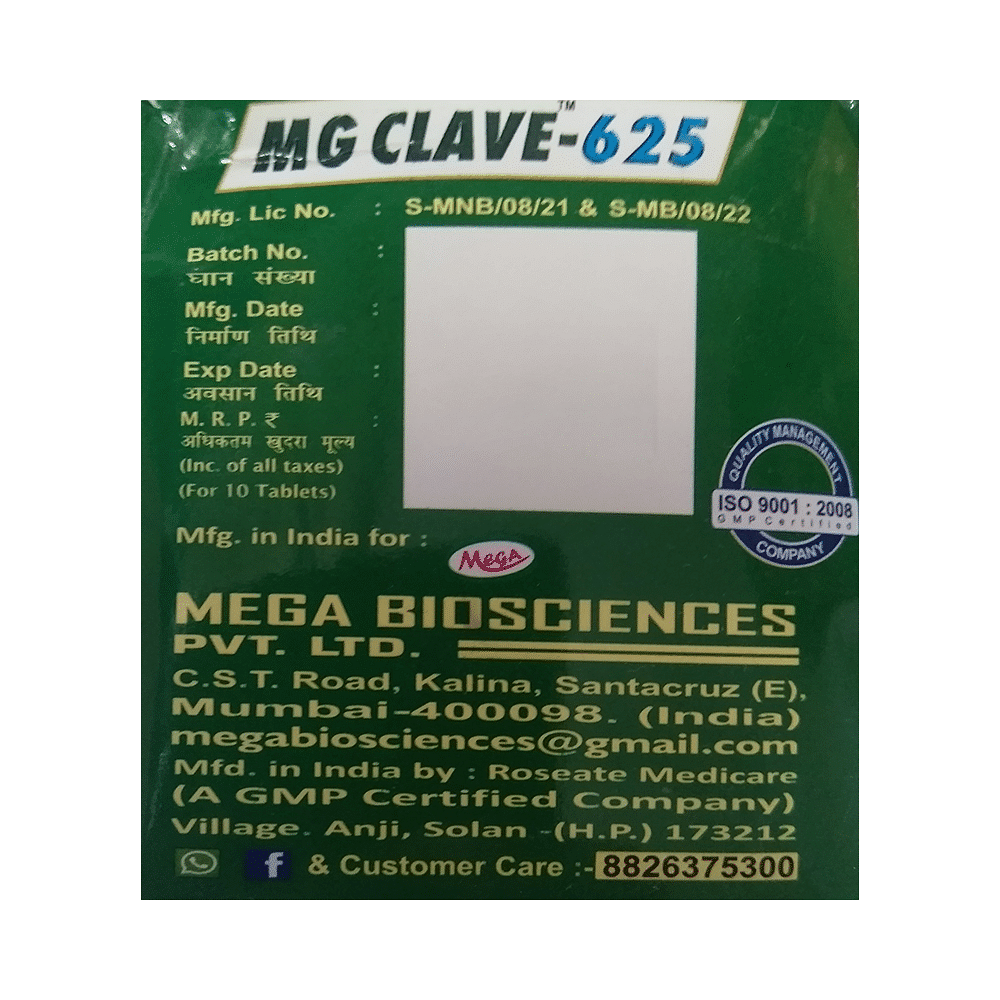 MG CLAVE™-625
Mfg. Lic No. : S-MNB/08/21 & S-MB/08/22
Batch No. :
घान संख्या
Mfg. Date :
निर्माण तिथि
Exp Date :
अवसान तिथि
M. R. P. ₹ :
अधिकतम खुदरा मूल्य
(Inc. of all taxes)
(For 10 Tablets)
QUALITY MANAGEMENT
ISO 9001 : 2008
GMP Certified
COMPANY
Mfg. in India for :
MEGA
MEGA BIOSCIENCES
PVT. LTD.
C.S.T. Road, Kalina, Santacruz (E),
Mumbai-400098. (India)
megabiosciences@gmail.com
Mfd. in India by : Roseate Medicare
(A GMP Certified Company)
Village. Anji, Solan -(H.P.) 173212
f & Customer Care :- 8826375300